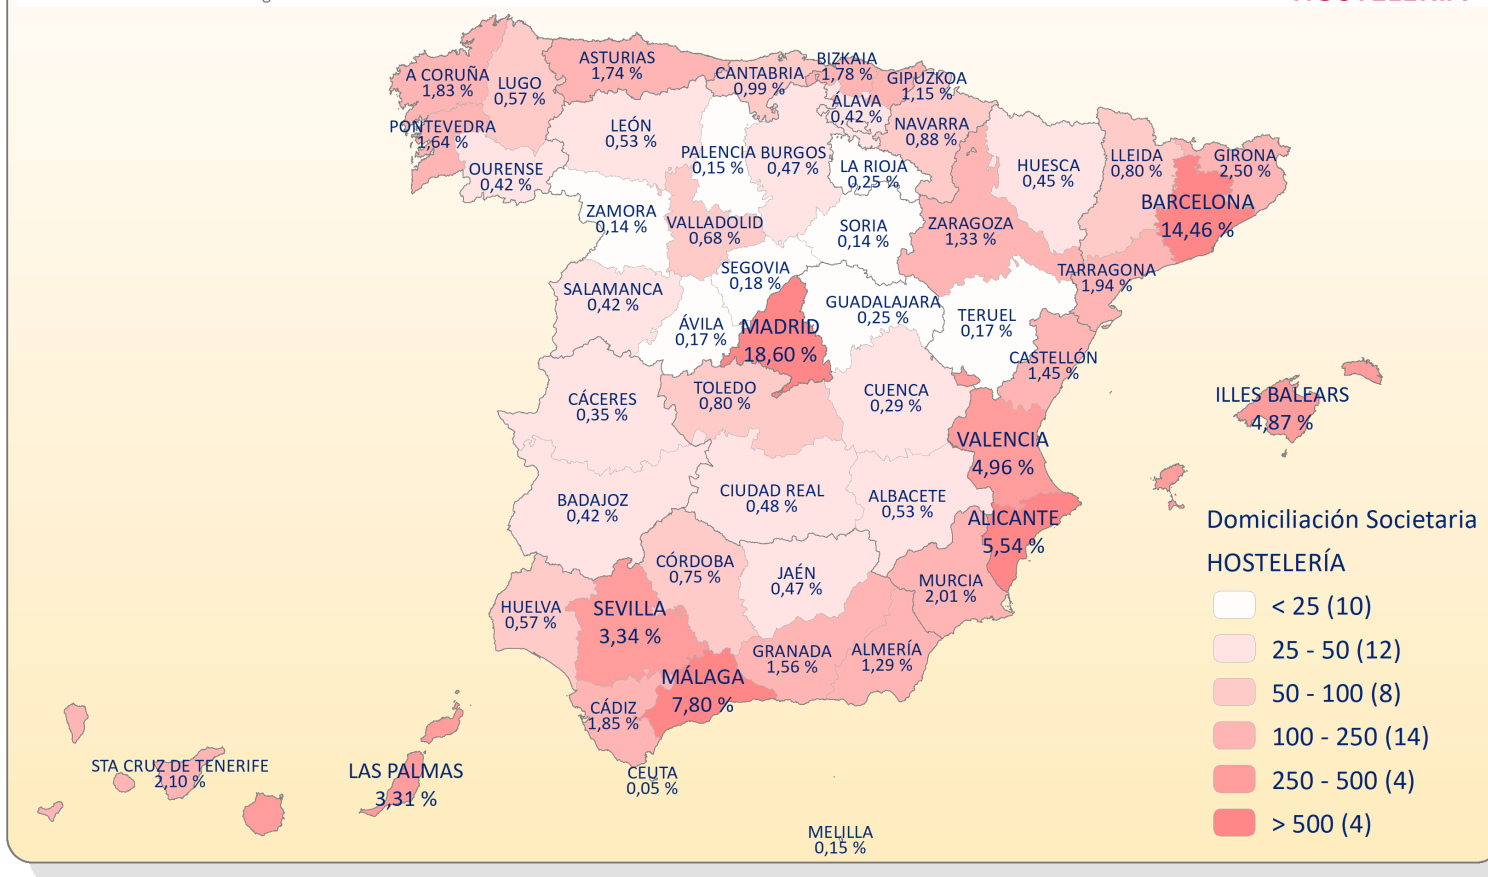 ASTURIAS
1,74 %
CANTABRIA
0,99 %
BIZKAIA
1,78 %
GIPUZKOA
1,15 %
A CORUÑA
1,83 %
LUGO
0,57 %
ÁLAVA
0,42 %
NAVARRA
0,88 %
PONTEVEDRA
1,64 %
OURENSE
0,42 %
LEÓN
0,53 %
PALENCIA
0,15 %
BURGOS
0,47 %
LA RIOJA
0,25 %
HUESCA
0,45 %
LLEIDA
0,80 %
GIRONA
2,50 %
BARCELONA
14,46 %
ZAMORA
0,14 %
VALLADOLID
0,68 %
SORIA
0,14 %
ZARAGOZA
1,33 %
TARRAGONA
1,94 %
SEGOVIA
0,18 %
SALAMANCA
0,42 %
ÁVILA
0,17 %
MADRID
18,60 %
GUADALAJARA
0,25 %
TERUEL
0,17 %
CASTELLÓN
1,45 %
CÁCERES
0,35 %
TOLEDO
0,80 %
CUENCA
0,29 %
ILLES BALEARS
4,87 %
VALENCIA
4,96 %
BADAJOZ
0,42 %
CIUDAD REAL
0,48 %
ALBACETE
0,53 %
ALICANTE
5,54 %
CÓRDOBA
0,75 %
JAÉN
0,47 %
MURCIA
2,01 %
HUELVA
0,57 %
SEVILLA
3,34 %
GRANADA
1,56 %
ALMERÍA
1,29 %
MÁLAGA
7,80 %
CÁDIZ
1,85 %
STA CRUZ DE TENERIFE
2,10 %
LAS PALMAS
3,31 %
CEUTA
0,05 %
MELILLA
0,15 %
Domiciliación Societaria
HOSTELERÍA
< 25 (10)
25 - 50 (12)
50 - 100 (8)
100 - 250 (14)
250 - 500 (4)
> 500 (4)